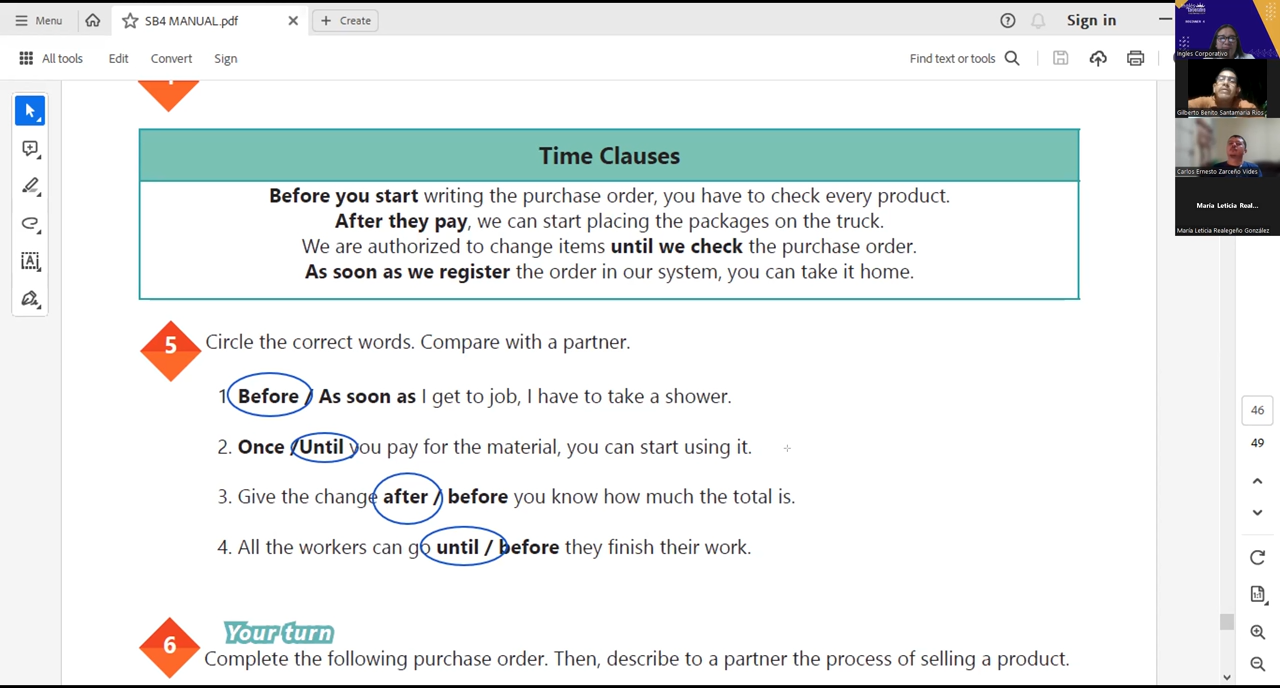 Menu
SB4 MANUAL.pdf
Create
Sign in
All tools
Edit
Convert
Sign
Find text or tools
Ingles Corporativo
Gilberto Benito Santamaría Ríos
Carlos Ernesto Zarceño Vides
María Leticia Real...
María Leticia Realegeño González
Time Clauses
Before you start writing the purchase order, you have to check every product.
After they pay, we can start placing the packages on the truck.
We are authorized to change items until we check the purchase order.
As soon as we register the order in our system, you can take it home.
5
Circle the correct words. Compare with a partner.
1 Before / As soon as I get to job, I have to take a shower.
2. Once / Until you pay for the material, you can start using it.
3. Give the change after / before you know how much the total is.
4. All the workers can go until / before they finish their work.
46
49
6
Your turn
Complete the following purchase order. Then, describe to a partner the process of selling a product.